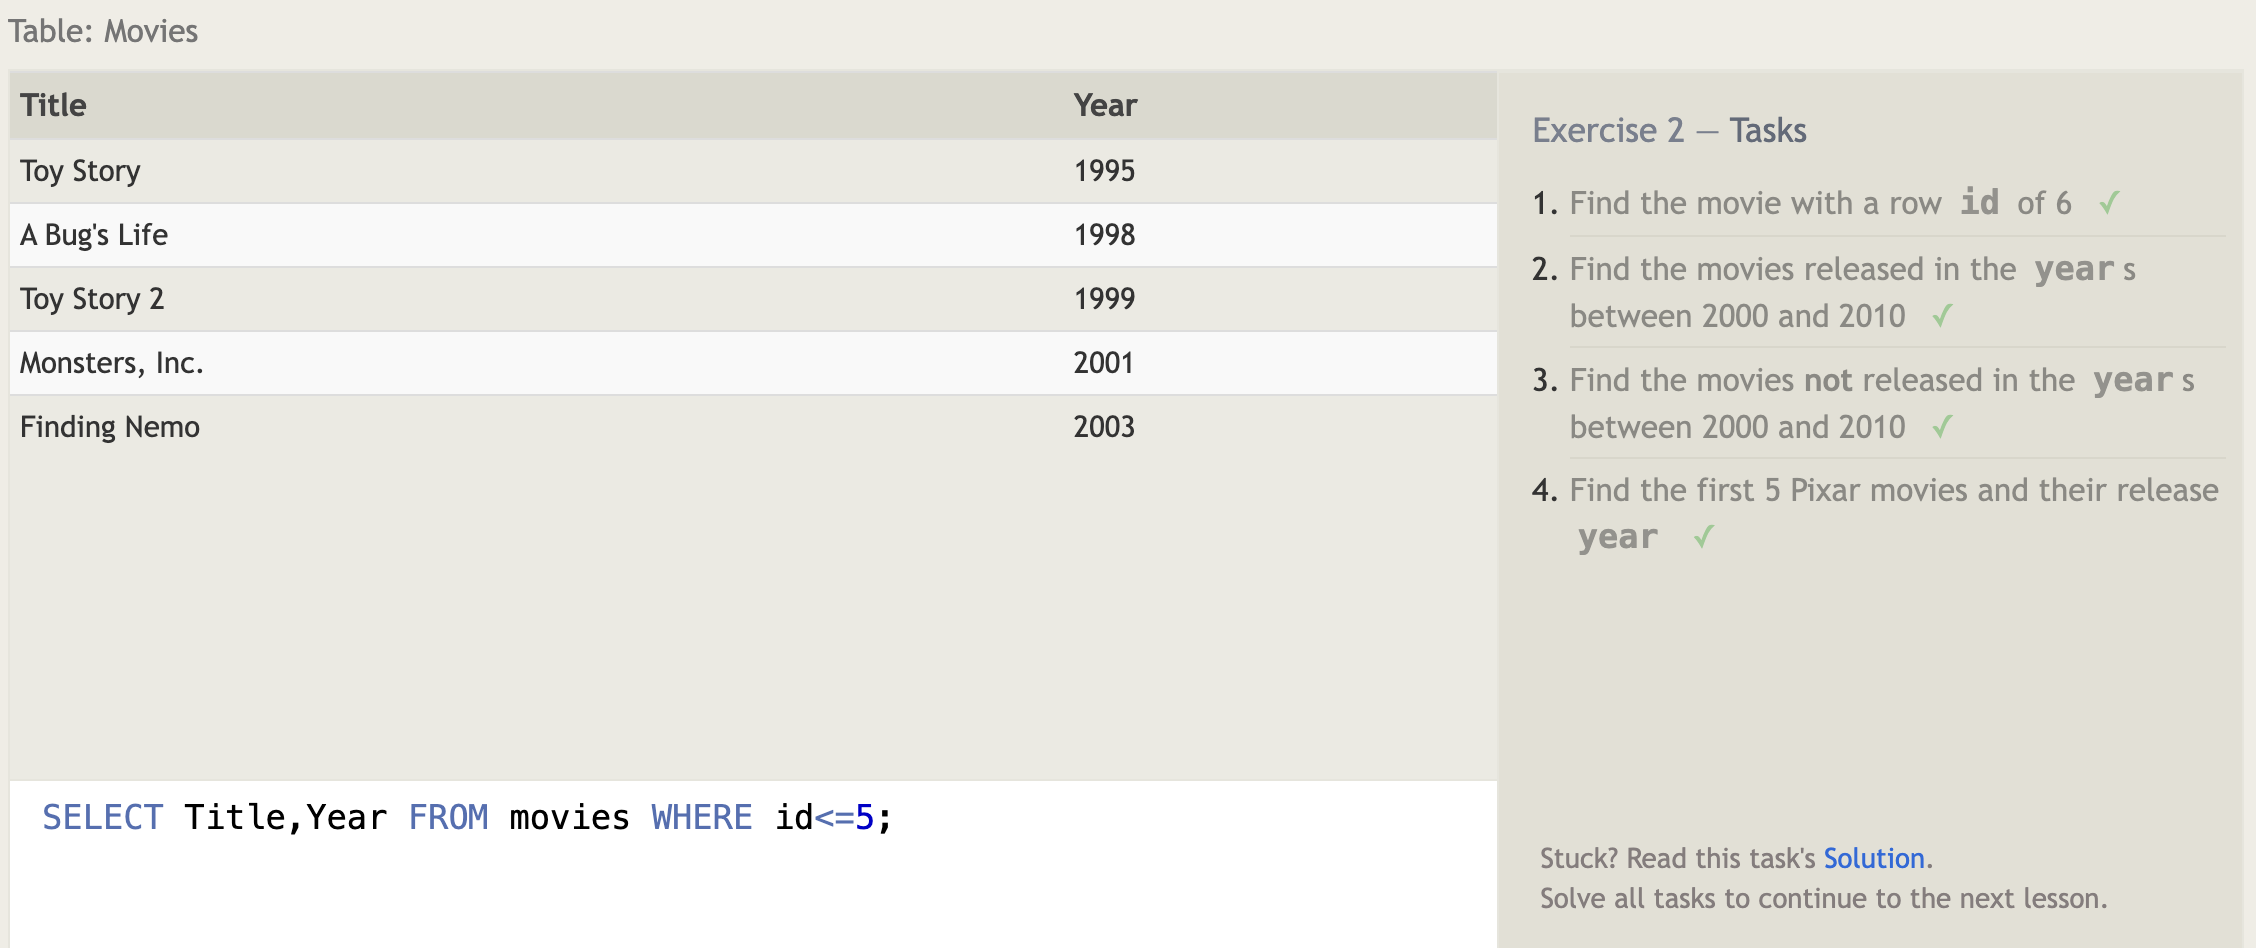 Table: Movies
Title Year
Toy Story 1995
A Bug's Life 1998
Toy Story 2 1999
Monsters, Inc. 2001
Finding Nemo 2003
SELECT Title,Year FROM movies WHERE id<=5;
Exercise 2 — Tasks
1. Find the movie with a row id of 6 ✓
2. Find the movies released in the year s
between 2000 and 2010 ✓
3. Find the movies not released in the year s
between 2000 and 2010 ✓
4. Find the first 5 Pixar movies and their release
year ✓
Stuck? Read this task's Solution.
Solve all tasks to continue to the next lesson.